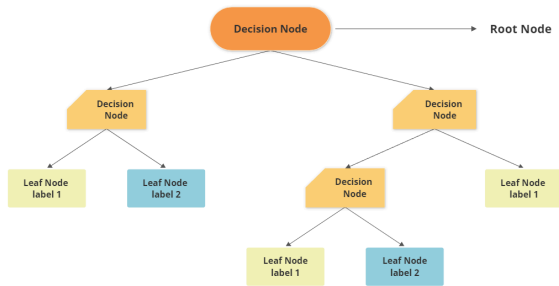 Decision Node
Root Node
Decision
Node
Decision
Node
Leaf Node
label 1
Leaf Node
label 2
Decision
Node
Leaf Node
label 1
Leaf Node
label 1
Leaf Node
label 2